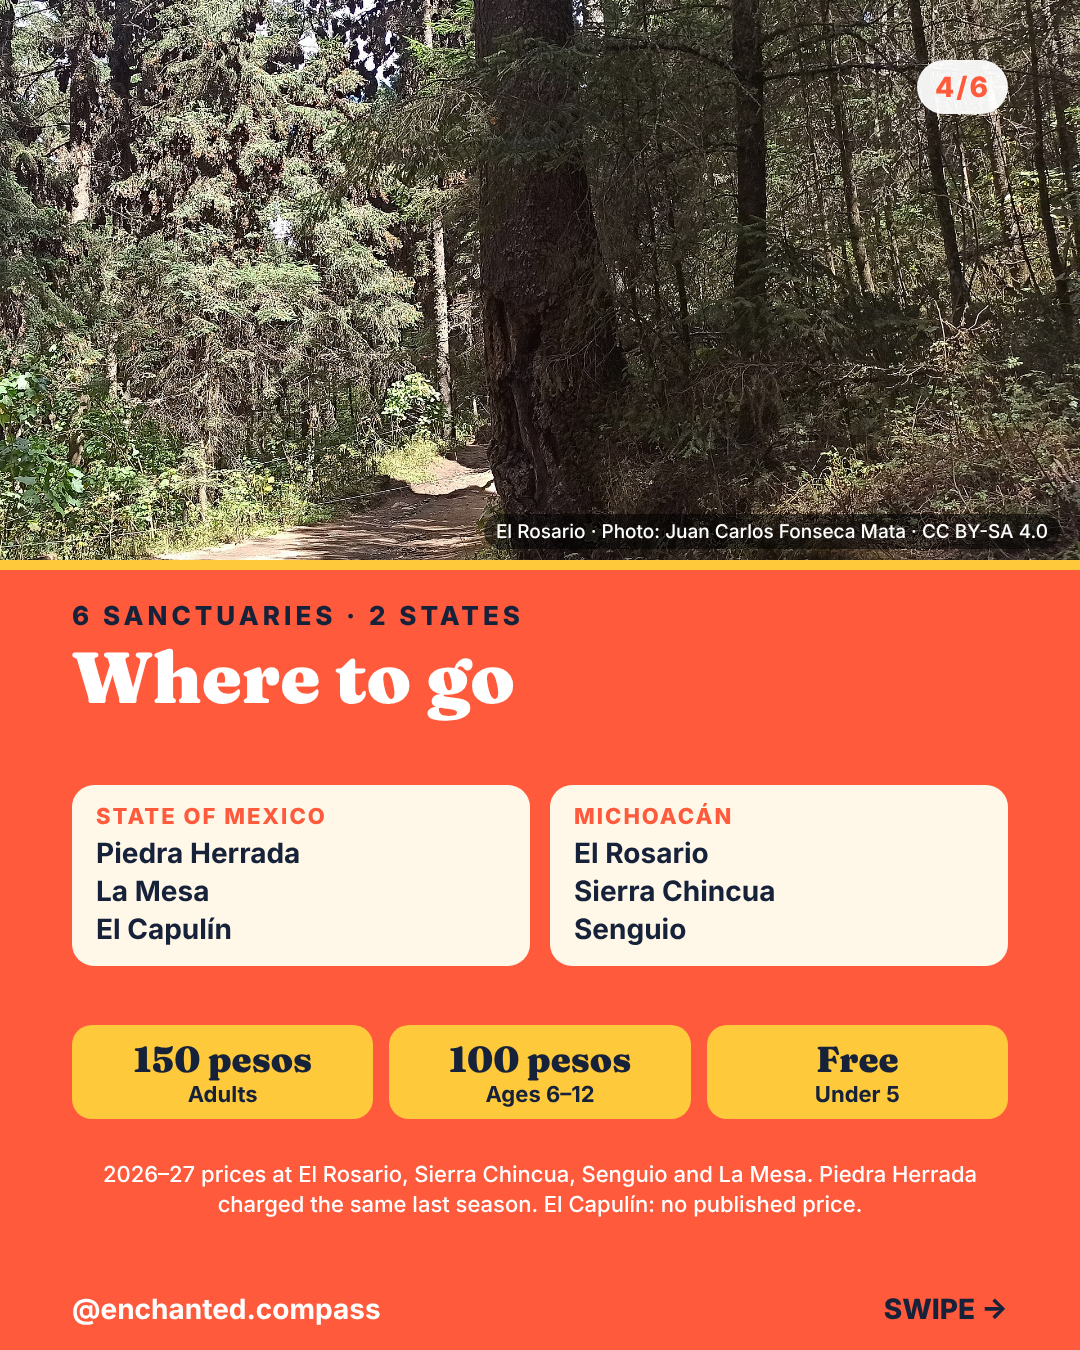 4/6
El Rosario · Photo: Juan Carlos Fonseca Mata · CC BY-SA 4.0
6 SANCTUARIES · 2 STATES
Where to go
STATE OF MEXICO
Piedra Herrada
La Mesa
El Capulín
MICHOACÁN
El Rosario
Sierra Chincua
Senguio
150 pesos
Adults
100 pesos
Ages 6–12
Free
Under 5
2026–27 prices at El Rosario, Sierra Chincua, Senguio and La Mesa. Piedra Herrada
charged the same last season. El Capulín: no published price.
@enchanted.compass
SWIPE →